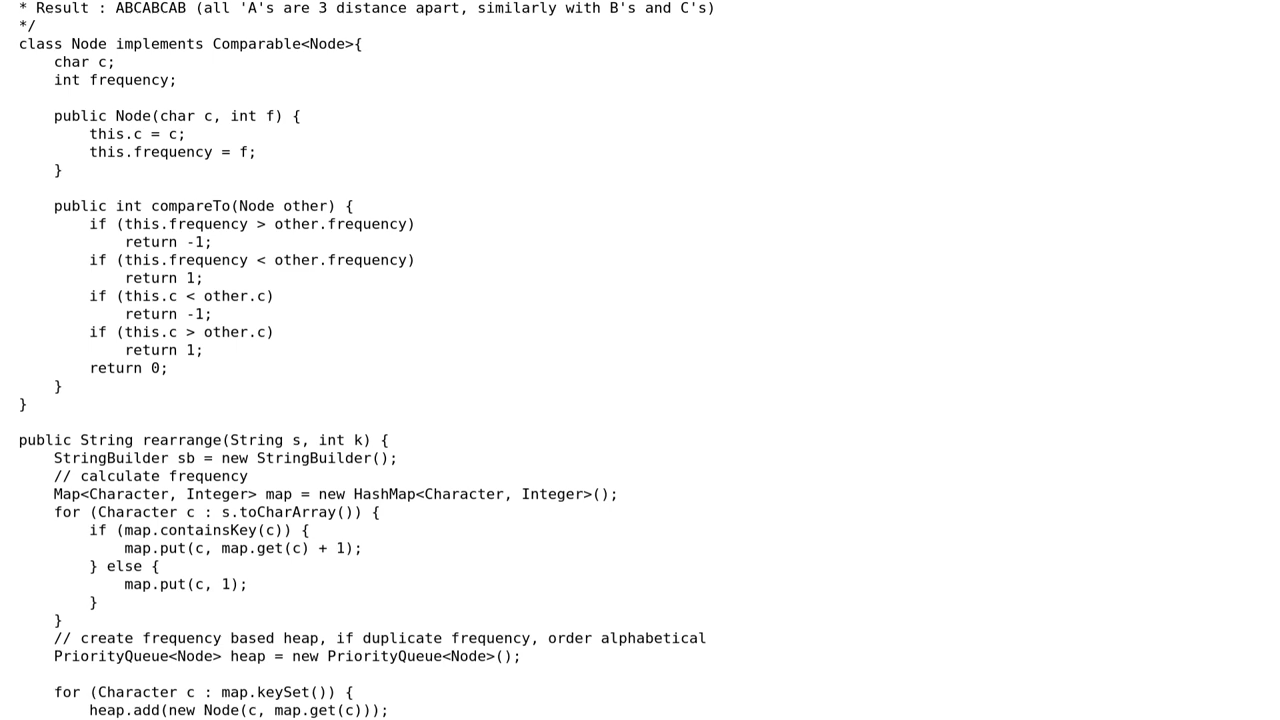 * Result : ABCABCAB (all 'A's are 3 distance apart, similarly with B's and C's)
*/
class Node implements Comparable<Node>{
    char c;
    int frequency;

    public Node(char c, int f) {
        this.c = c;
        this.frequency = f;
    }

    public int compareTo(Node other) {
        if (this.frequency > other.frequency)
            return -1;
        if (this.frequency < other.frequency)
            return 1;
        if (this.c < other.c)
            return -1;
        if (this.c > other.c)
            return 1;
        return 0;
    }
}

public String rearrange(String s, int k) {
    StringBuilder sb = new StringBuilder();
    // calculate frequency
    Map<Character, Integer> map = new HashMap<Character, Integer>();
    for (Character c : s.toCharArray()) {
        if (map.containsKey(c)) {
            map.put(c, map.get(c) + 1);
        } else {
            map.put(c, 1);
        }
    }
    // create frequency based heap, if duplicate frequency, order alphabetical
    PriorityQueue<Node> heap = new PriorityQueue<Node>();

    for (Character c : map.keySet()) {
        heap.add(new Node(c, map.get(c)));